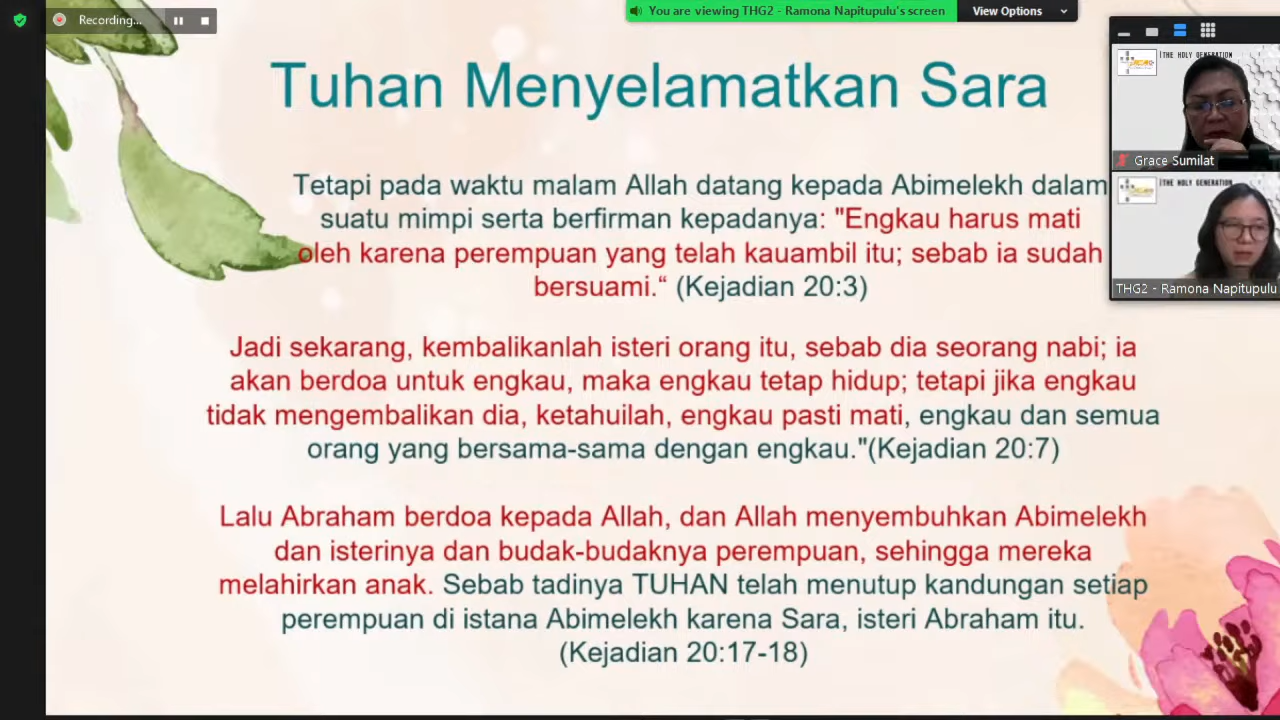 Recording...
You are viewing THG2 - Ramona Napitupulu's screen
View Options
Tuhan Menyelamatkan Sara
Tetapi pada waktu malam Allah datang kepada Abimelekh dalam
suatu mimpi serta berfirman kepadanya: "Engkau harus mati
oleh karena perempuan yang telah kauambil itu; sebab ia sudah
bersuami.“ (Kejadian 20:3)
Jadi sekarang, kembalikanlah isteri orang itu, sebab dia seorang nabi; ia
akan berdoa untuk engkau, maka engkau tetap hidup; tetapi jika engkau
tidak mengembalikan dia, ketahuilah, engkau pasti mati, engkau dan semua
orang yang bersama-sama dengan engkau."(Kejadian 20:7)
Lalu Abraham berdoa kepada Allah, dan Allah menyembuhkan Abimelekh
dan isterinya dan budak-budaknya perempuan, sehingga mereka
melahirkan anak. Sebab tadinya TUHAN telah menutup kandungan setiap
perempuan di istana Abimelekh karena Sara, isteri Abraham itu.
(Kejadian 20:17-18)
THE HOLY GENERATION
Grace Sumilat
THE HOLY GENERATION
THG2 - Ramona Napitupulu